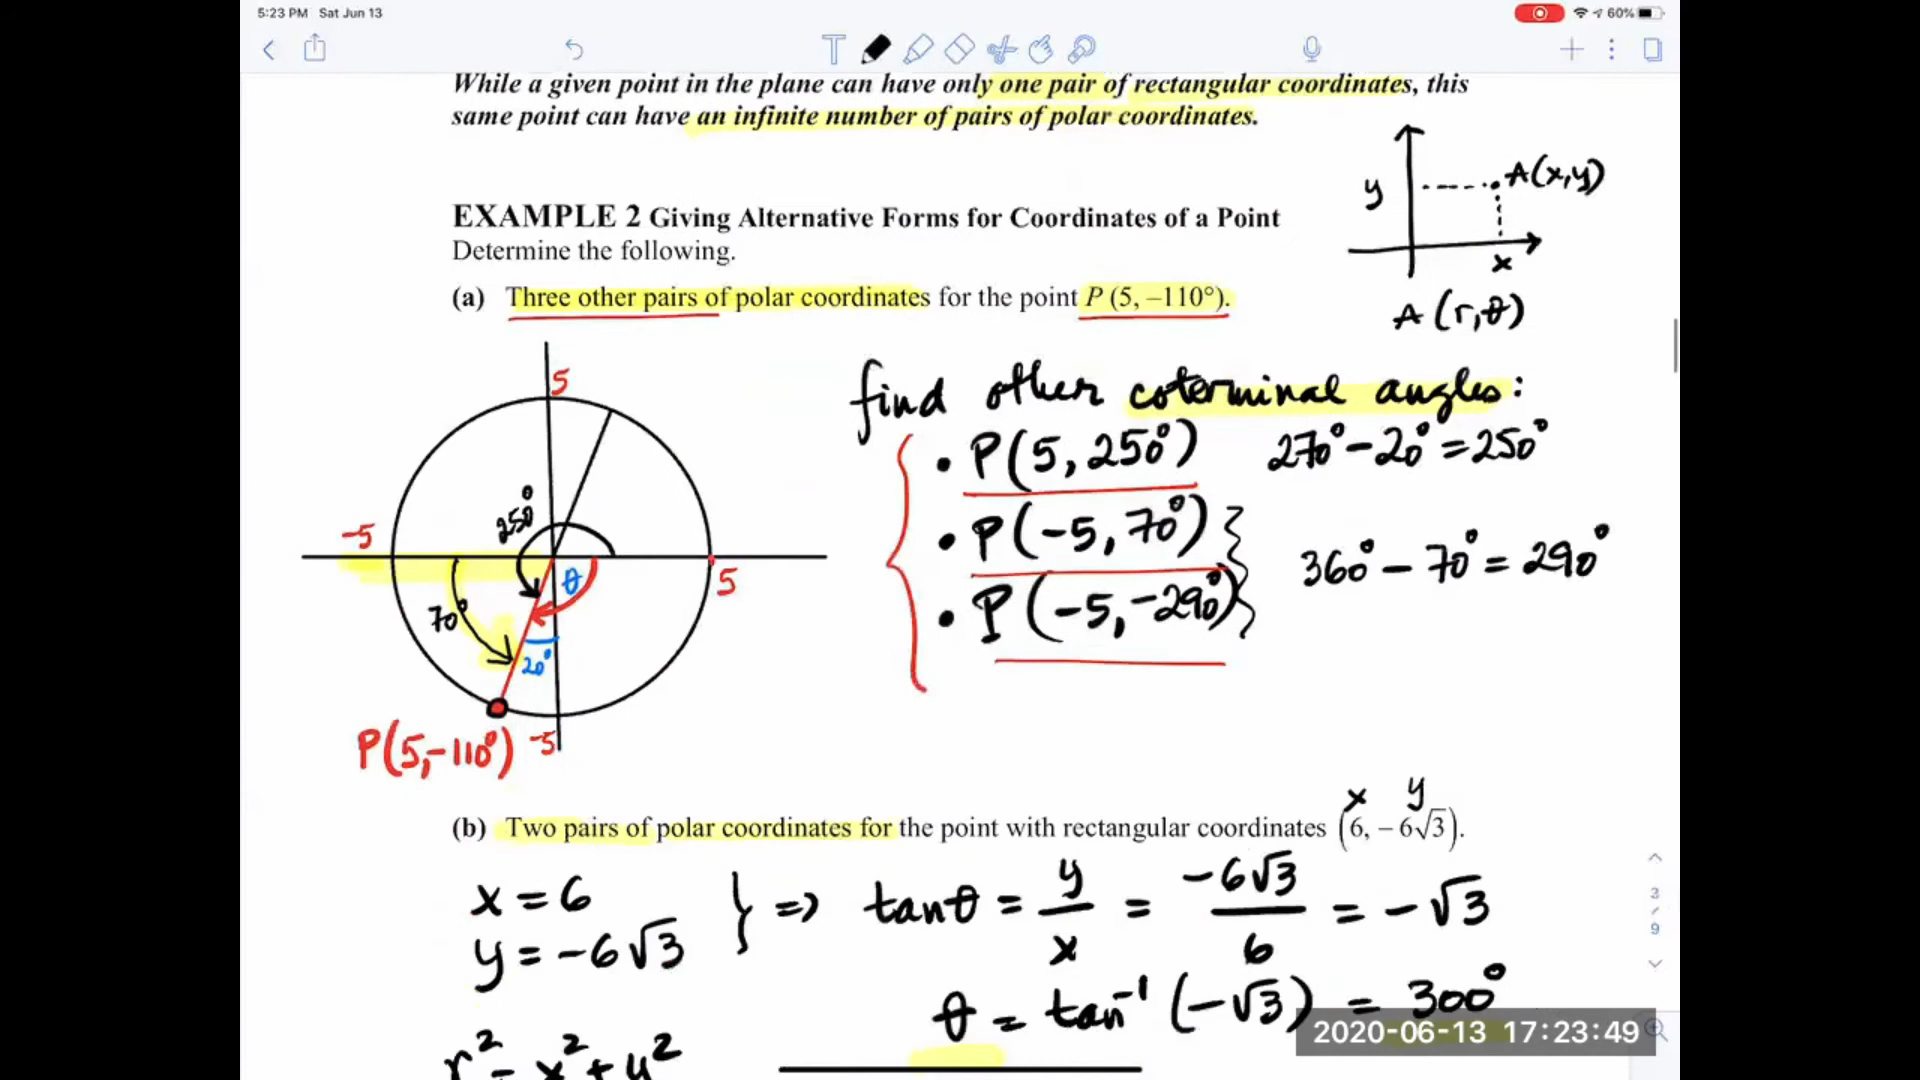 5:23 PM Sat Jun 13
60%
While a given point in the plane can have only one pair of rectangular coordinates, this
same point can have an infinite number of pairs of polar coordinates.
y
A(x,y)
x
A (r,θ)
EXAMPLE 2 Giving Alternative Forms for Coordinates of a Point
Determine the following.
(a) Three other pairs of polar coordinates for the point P (5, –110°).
5
-5
5
-5
250°
θ
70°
20°
P(5,-110°)
find other coterminal angles:
• P(5, 250°) 270° - 20° = 250°
• P(-5, 70°)
360° - 70° = 290°
• P(-5, -290°)
x y
(b) Two pairs of polar coordinates for the point with rectangular coordinates (6, – 6√3).
x = 6
y = -6√3
=> tanθ = y/x = -6√3/6 = -√3
θ = tan⁻¹ (-√3) = 300°
r² = x² + y²
3
/
9
2020-06-13 17:23:49